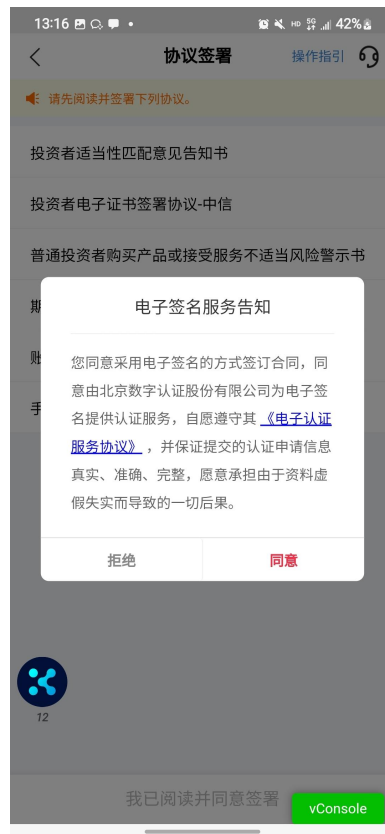 13:16 HD 5G 42%
协议签署 操作指引
请先阅读并签署下列协议。
投资者适当性匹配意见告知书
投资者电子证书签署协议-中信
普通投资者购买产品或接受服务不适当风险警示书
期
账
手
电子签名服务告知
您同意采用电子签名的方式签订合同，同
意由北京数字认证股份有限公司为电子签
名提供认证服务，自愿遵守其《电子认证
服务协议》，并保证提交的认证申请信息
真实、准确、完整，愿意承担由于资料虚
假失实而导致的一切后果。
拒绝 同意
12
我已阅读并同意签署
vConsole